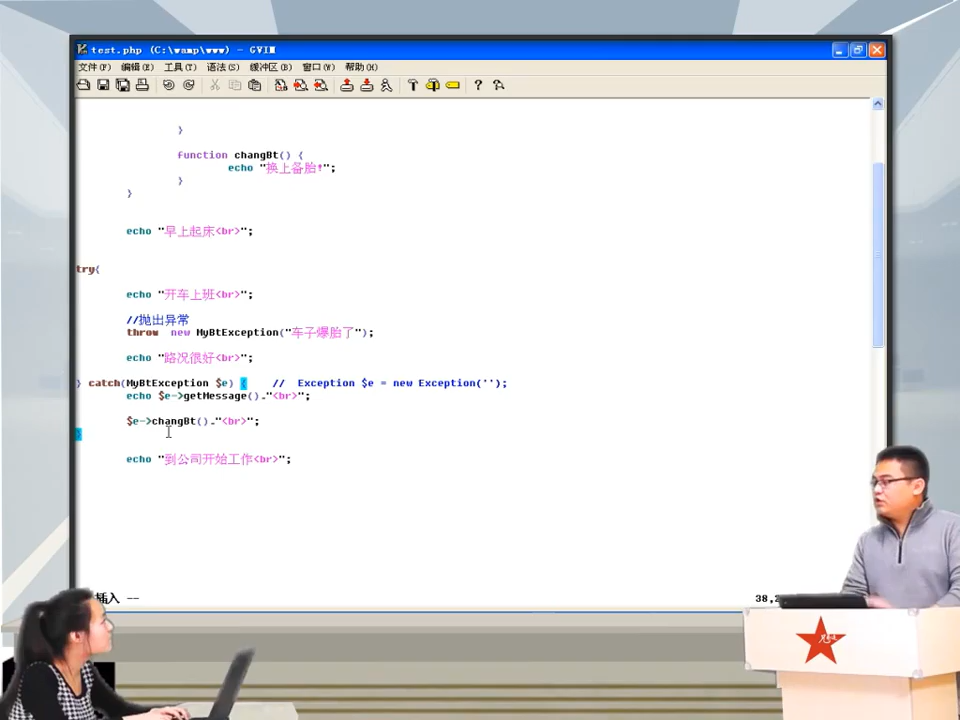 test.php (C:\wamp\www) - GVIM
文件(F) 编辑(E) 工具(T) 语法(S) 缓冲区(B) 窗口(W) 帮助(H)
}
function changBt() {
echo "换上备胎!";
}
}
echo "早上起床<br>";
try{
echo "开车上班<br>";
//抛出异常
throw new MyBtException("车子爆胎了");
echo "路况很好<br>";
} catch(MyBtException $e) { // Exception $e = new Exception('');
echo $e->getMessage()."<br>";
$e->changBt()."<br>";
}
echo "到公司开始工作<br>";
插入 --
38,2